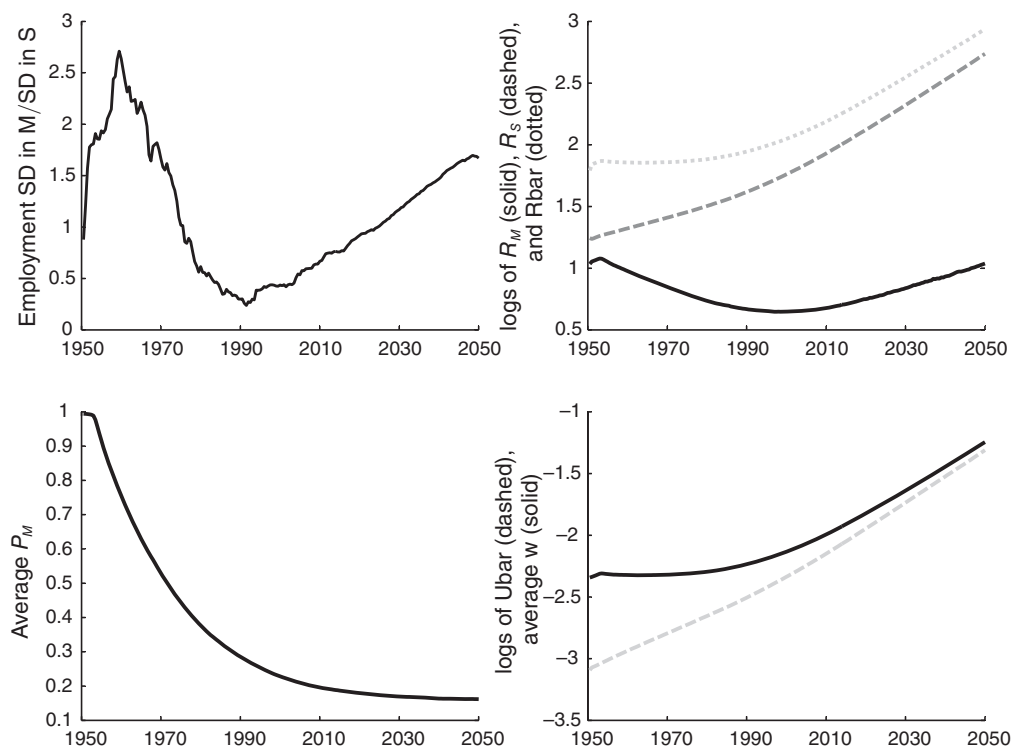 Employment SD in M/SD in S
3
2.5
2
1.5
1
0.5
0
1950 1970 1990 2010 2030 2050
logs of R_M (solid), R_S (dashed),
and Rbar (dotted)
3
2.5
2
1.5
1
0.5
1950 1970 1990 2010 2030 2050
Average P_M
1
0.9
0.8
0.7
0.6
0.5
0.4
0.3
0.2
0.1
1950 1970 1990 2010 2030 2050
logs of Ubar (dashed),
average w (solid)
−1
−1.5
−2
−2.5
−3
−3.5
1950 1970 1990 2010 2030 2050